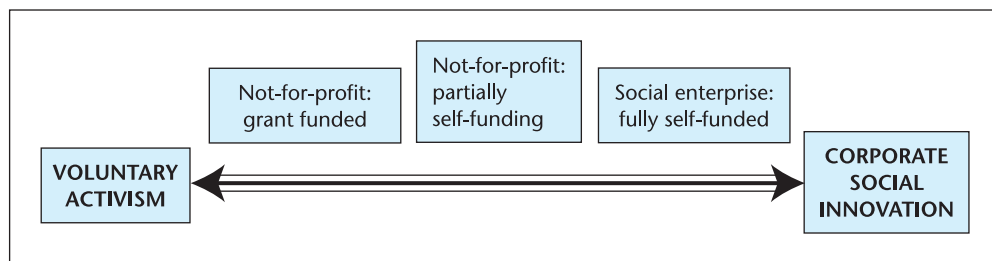 Not-for-profit:
grant funded
Not-for-profit:
partially
self-funding
Social enterprise:
fully self-funded
VOLUNTARY
ACTIVISM
CORPORATE
SOCIAL
INNOVATION